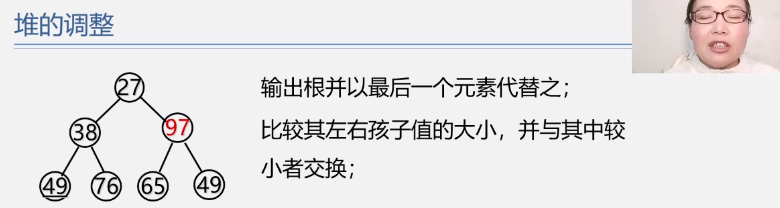 堆的调整
27
输出根并以最后一个元素代替之；
38 97
比较其左右孩子值的大小，并与其中较
小者交换；
49 76 65 49